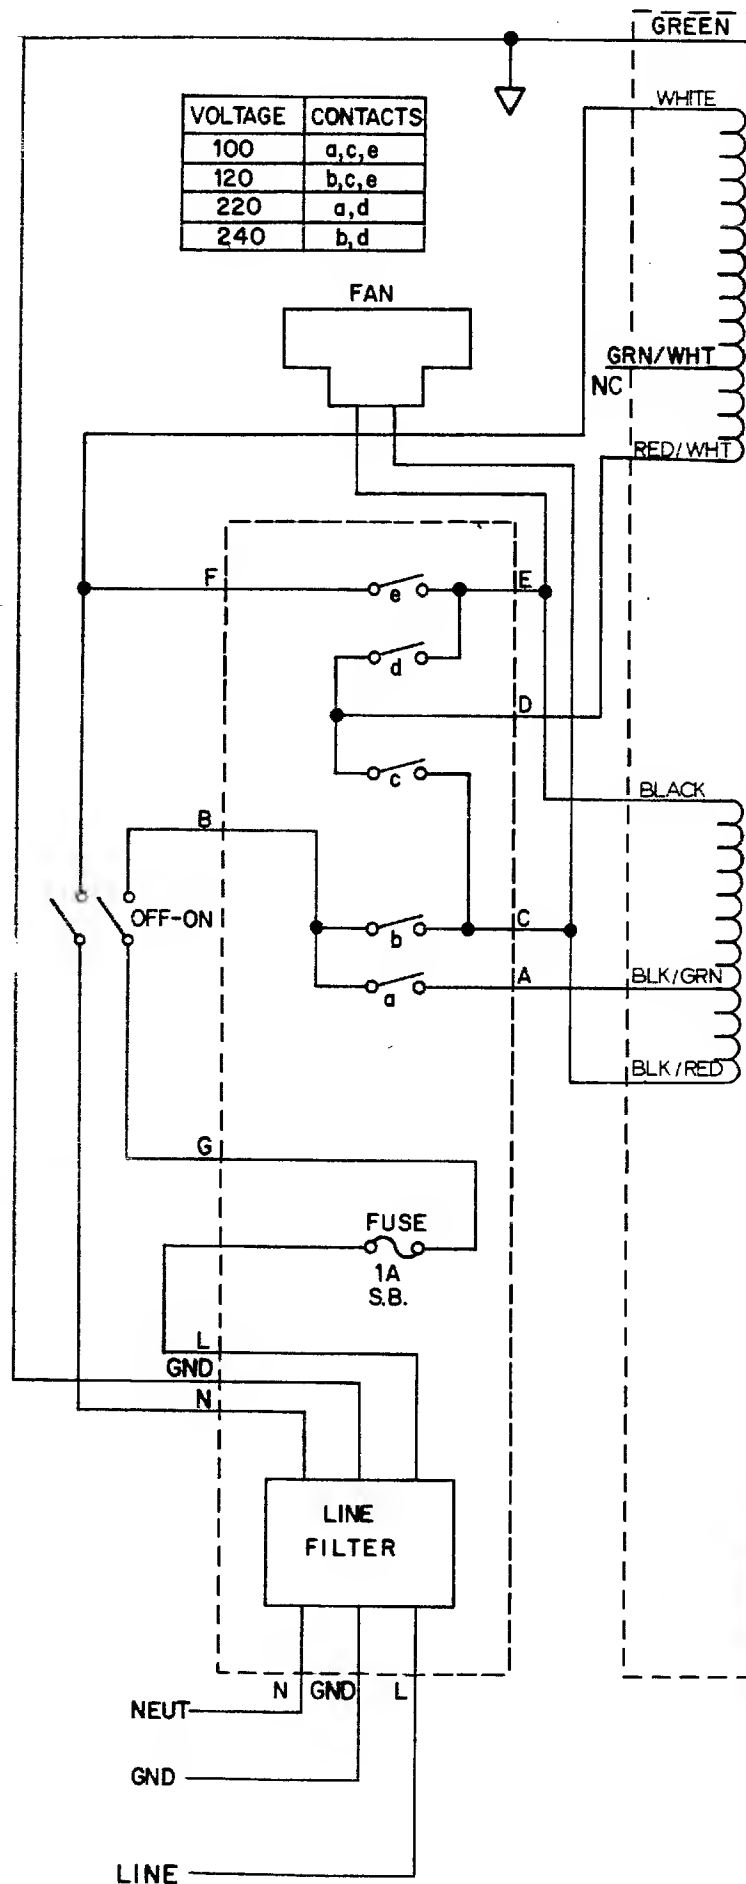 GREEN
WHITE
VOLTAGE CONTACTS
100 a,c,e
120 b,c,e
220 a,d
240 b,d
FAN
GRN/WHT
NC
RED/WHT
F
e
E
d
D
c
BLACK
B
OFF-ON
b
C
a
A
BLK/GRN
BLK/RED
G
FUSE
1A
S.B.
L
GND
N
LINE
FILTER
N GND L
NEUT
GND
LINE